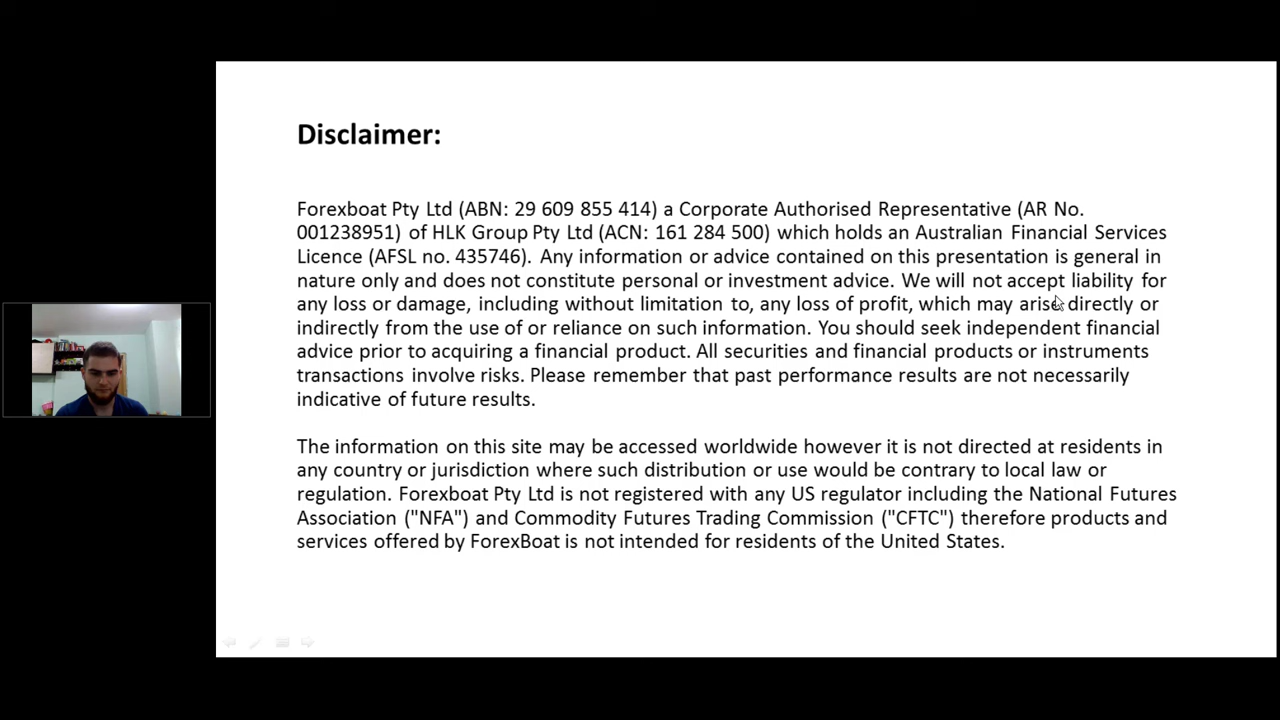 Disclaimer:
Forexboat Pty Ltd (ABN: 29 609 855 414) a Corporate Authorised Representative (AR No.
001238951) of HLK Group Pty Ltd (ACN: 161 284 500) which holds an Australian Financial Services
Licence (AFSL no. 435746). Any information or advice contained on this presentation is general in
nature only and does not constitute personal or investment advice. We will not accept liability for
any loss or damage, including without limitation to, any loss of profit, which may arise directly or
indirectly from the use of or reliance on such information. You should seek independent financial
advice prior to acquiring a financial product. All securities and financial products or instruments
transactions involve risks. Please remember that past performance results are not necessarily
indicative of future results.
The information on this site may be accessed worldwide however it is not directed at residents in
any country or jurisdiction where such distribution or use would be contrary to local law or
regulation. Forexboat Pty Ltd is not registered with any US regulator including the National Futures
Association ("NFA") and Commodity Futures Trading Commission ("CFTC") therefore products and
services offered by ForexBoat is not intended for residents of the United States.